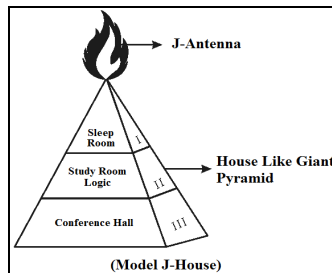 J-Antenna
Sleep
Room
I
Study Room
Logic
II
House Like Giant
Pyramid
Conference Hall
III
(Model J-House)